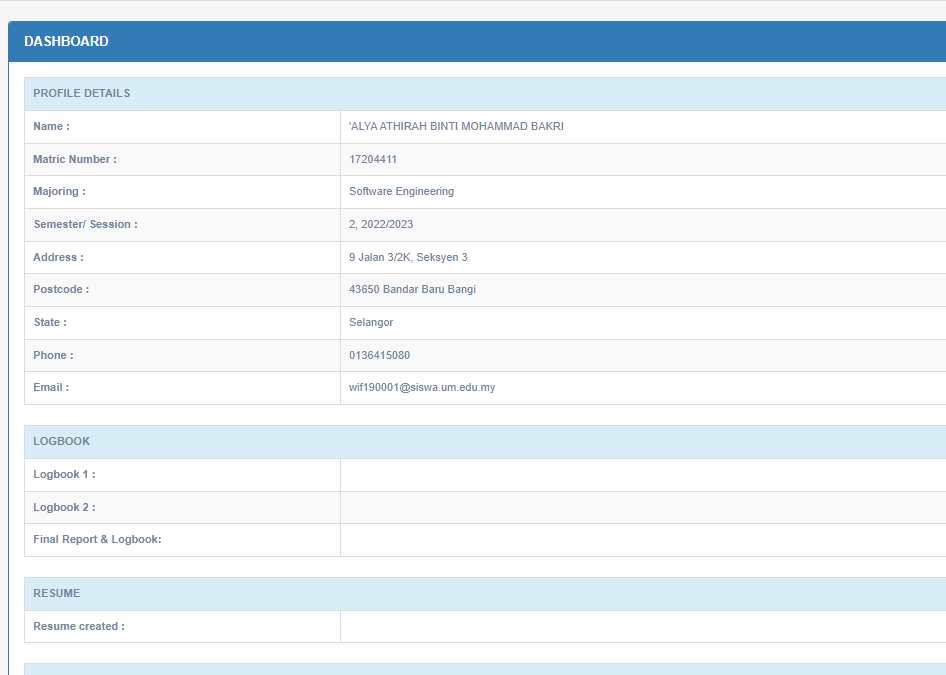 DASHBOARD
PROFILE DETAILS
Name : 'ALYA ATHIRAH BINTI MOHAMMAD BAKRI
Matric Number : 17204411
Majoring : Software Engineering
Semester/ Session : 2, 2022/2023
Address : 9 Jalan 3/2K, Seksyen 3
Postcode : 43650 Bandar Baru Bangi
State : Selangor
Phone : 0136415080
Email : wif190001@siswa.um.edu.my
LOGBOOK
Logbook 1 :
Logbook 2 :
Final Report & Logbook:
RESUME
Resume created :